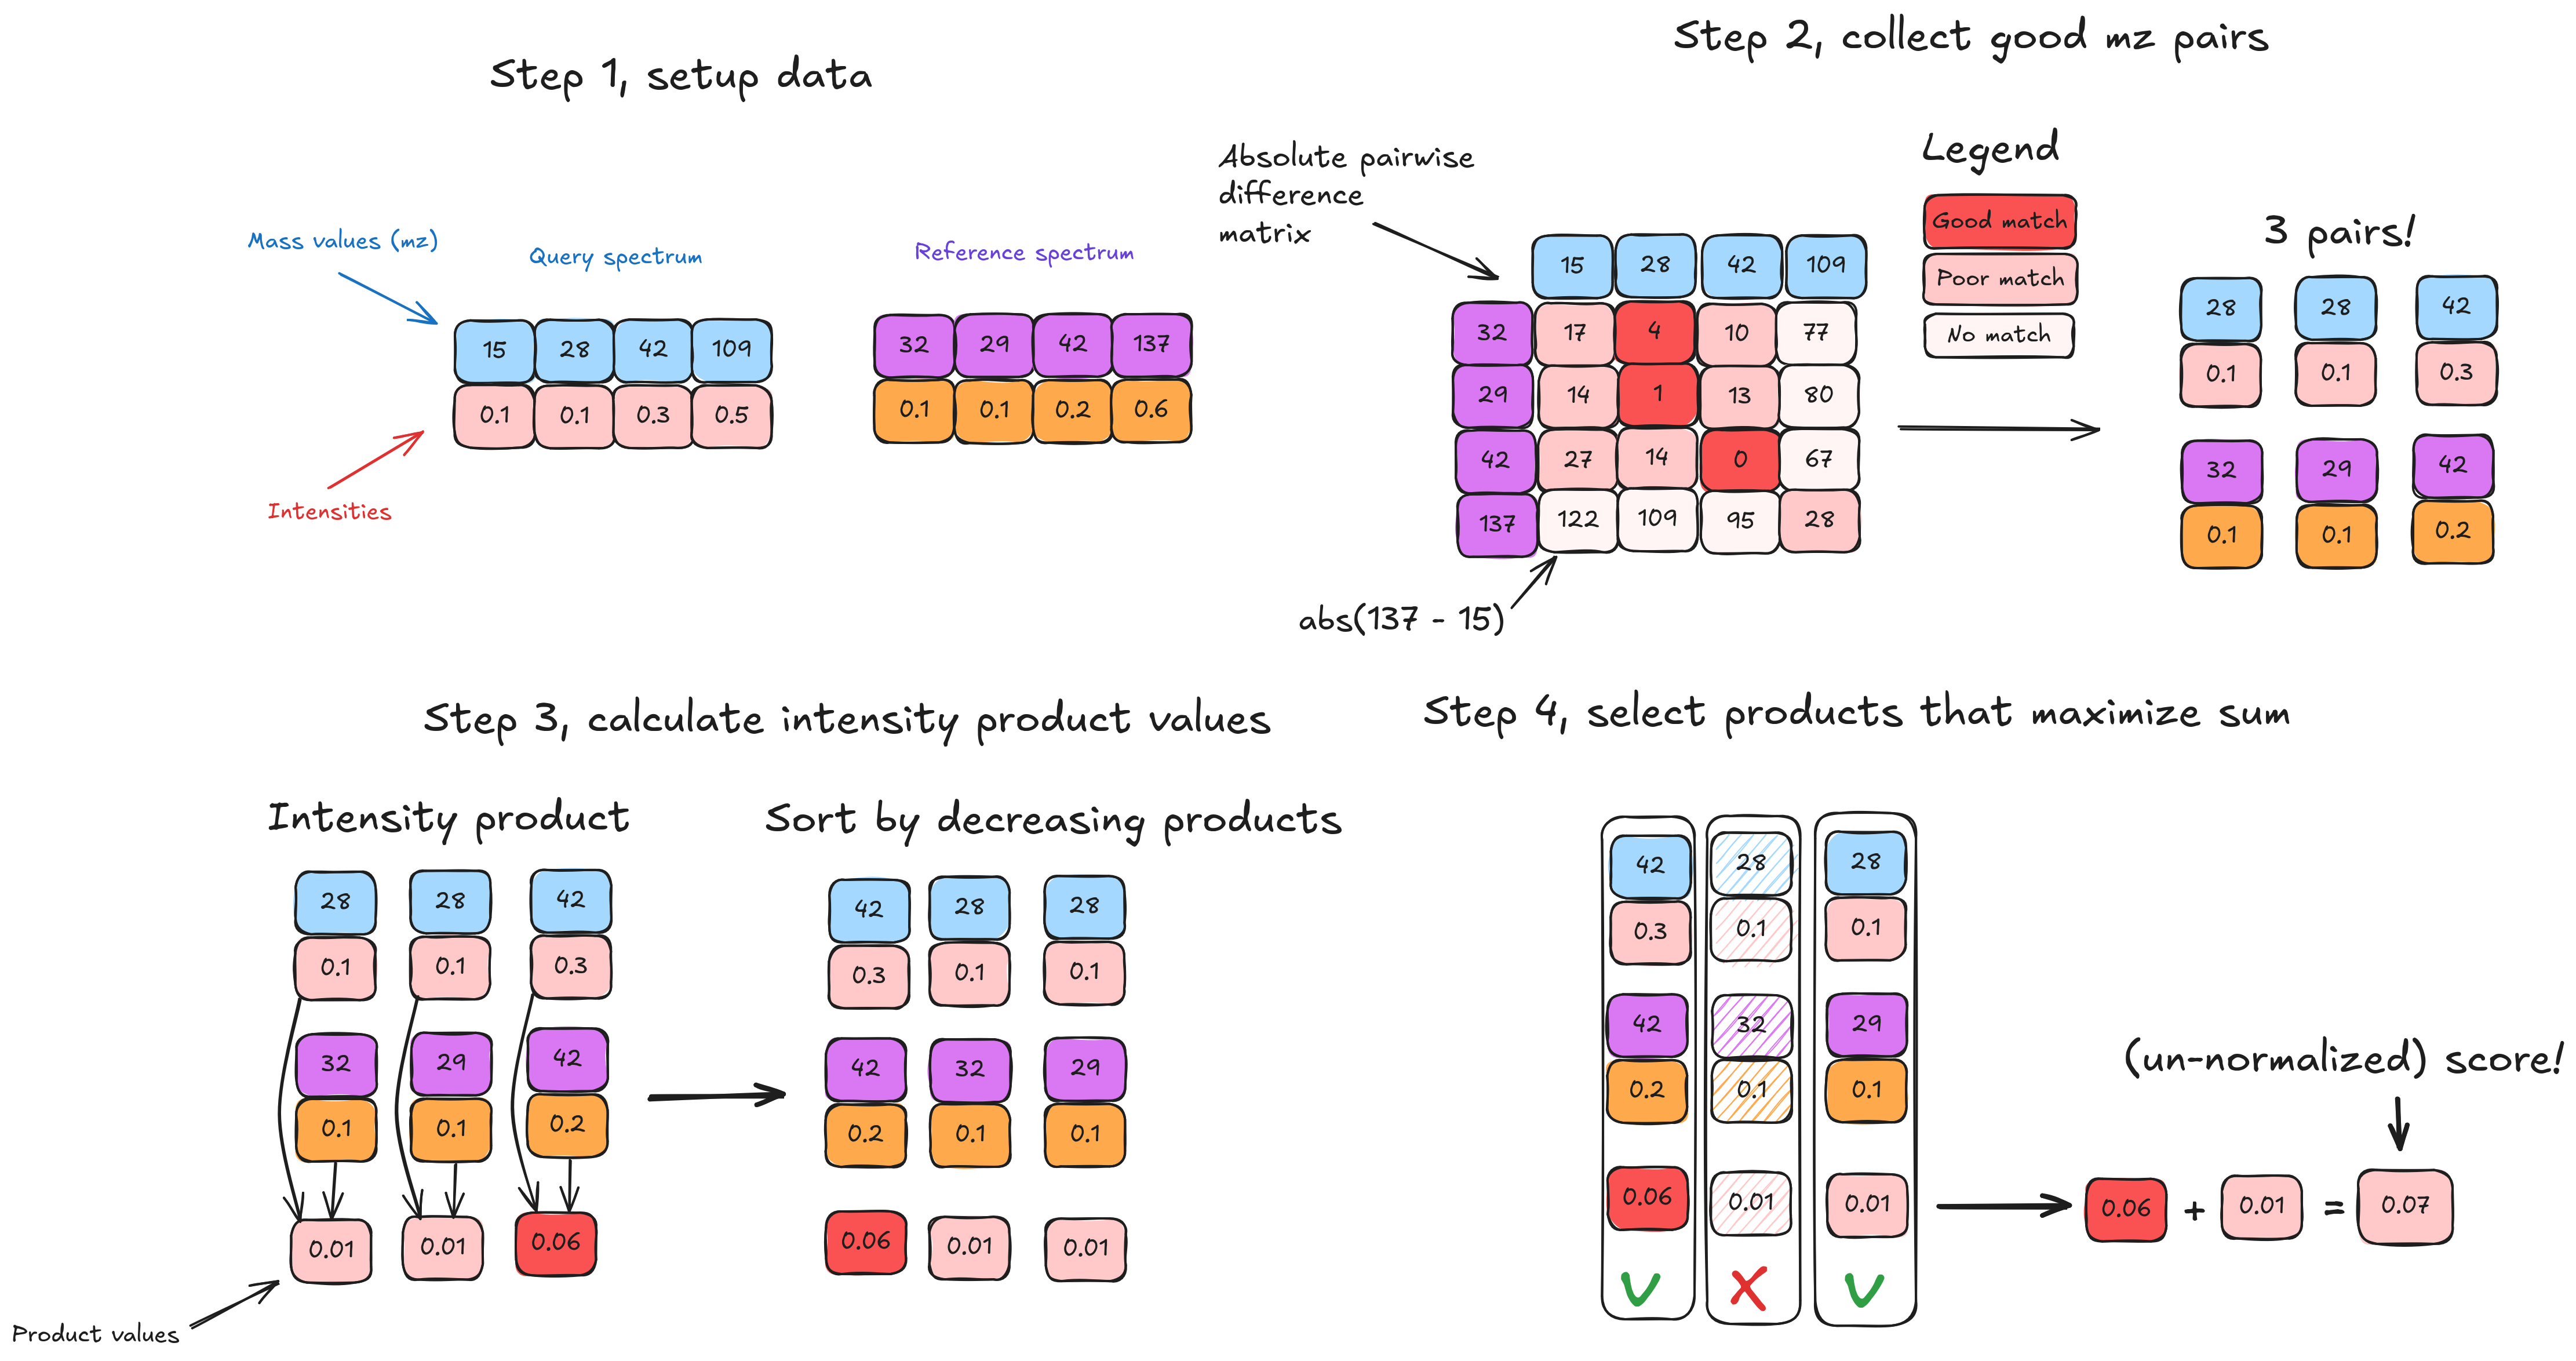 Step 1, setup data
Mass values (mz)
Query spectrum
Reference spectrum
15 28 42 109
0.1 0.1 0.3 0.5
32 29 42 137
0.1 0.1 0.2 0.6
Intensities
Step 2, collect good mz pairs
Absolute pairwise
difference
matrix
15 28 42 109
32 17 4 10 77
29 14 1 13 80
42 27 14 0 67
137 122 109 95 28
abs(137 - 15)
Legend
Good match
Poor match
No match
3 pairs!
28 28 42
0.1 0.1 0.3
32 29 42
0.1 0.1 0.2
Step 3, calculate intensity product values
Intensity product
28 28 42
0.1 0.1 0.3
32 29 42
0.1 0.1 0.2
0.01 0.01 0.06
Product values
Sort by decreasing products
42 28 28
0.3 0.1 0.1
42 32 29
0.2 0.1 0.1
0.06 0.01 0.01
Step 4, select products that maximize sum
42 28 28
0.3 0.1 0.1
42 32 29
0.2 0.1 0.1
0.06 0.01 0.01
(un-normalized) score!
0.06 + 0.01 = 0.07